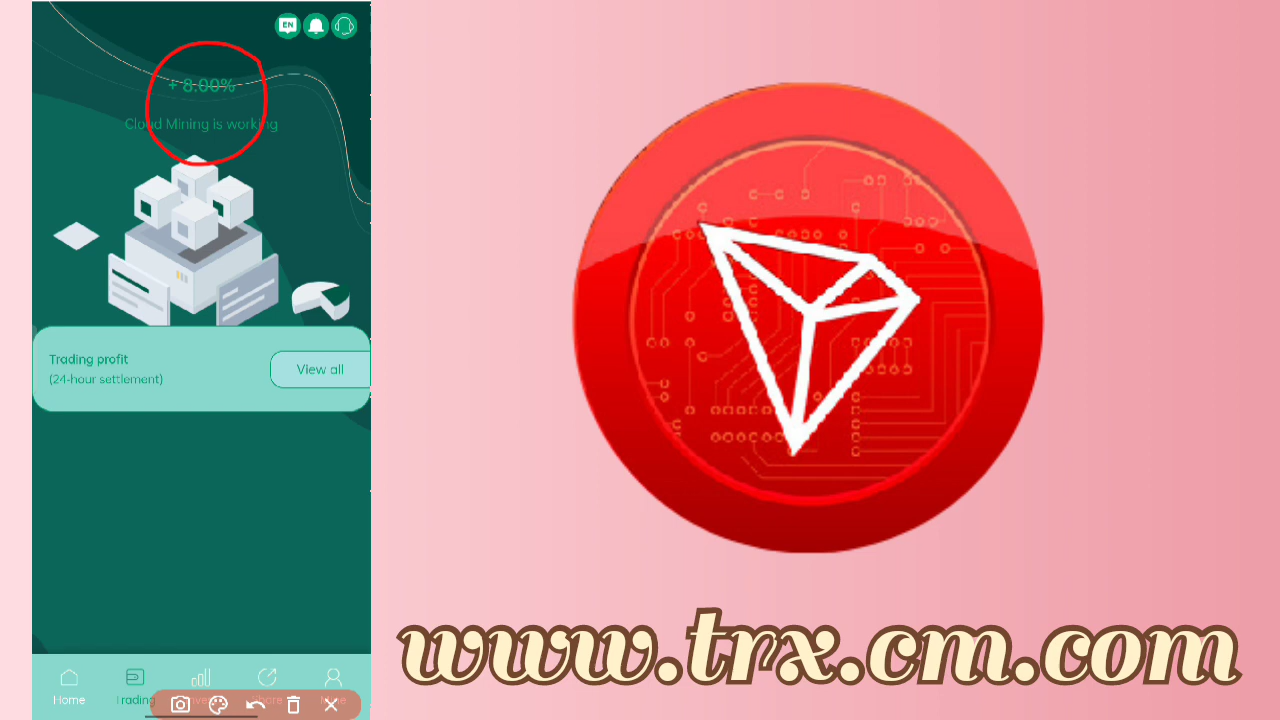 EN
+ 8.00%
Cloud Mining is working
Trading profit
(24-hour settlement)
View all
Home
Trading
www.trx.cm.com